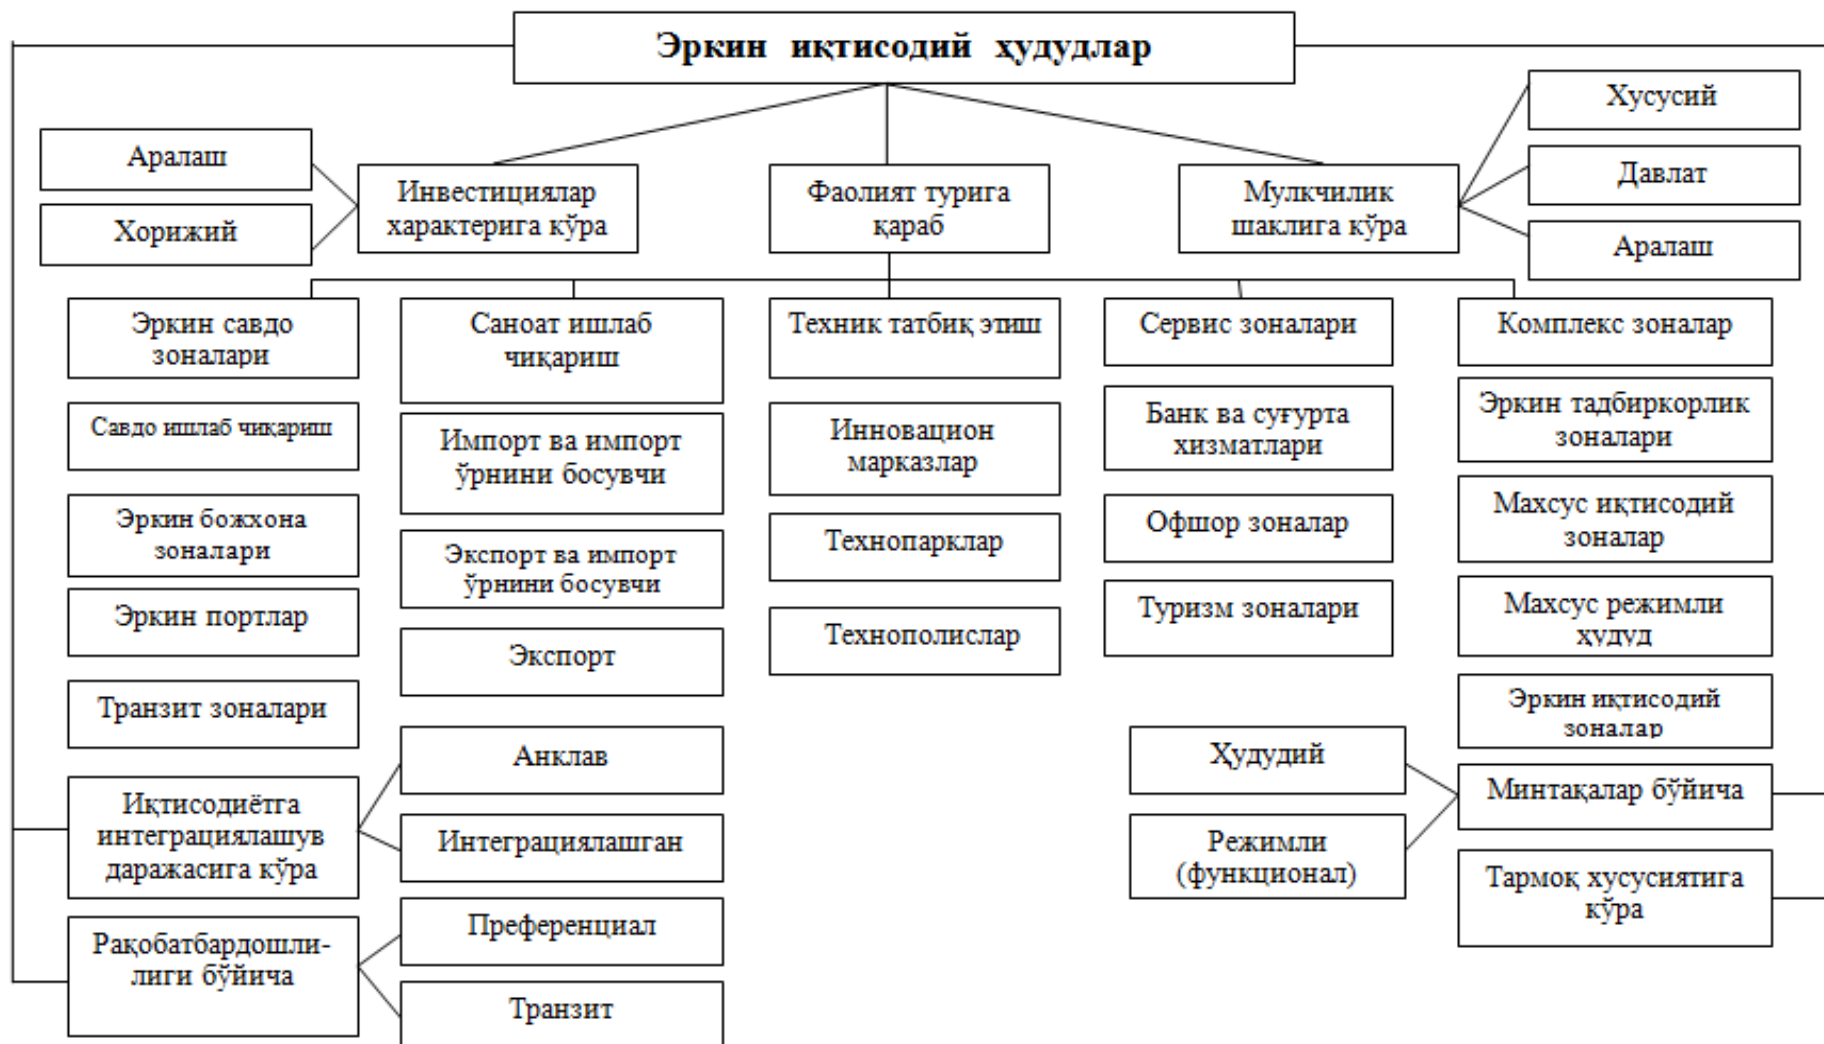 Эркин иқтисодий ҳудудлар
Аралаш
Хорижий
Инвестициялар
характерига кўра
Фаолият турига
қараб
Мулкчилик
шаклига кўра
Хусусий
Давлат
Аралаш
Эркин савдо
зоналари
Савдо ишлаб чиқариш
Эркин божхона
зоналари
Эркин портлар
Транзит зоналари
Саноат ишлаб
чиқариш
Импорт ва импорт
ўрнини босувчи
Экспорт ва импорт
ўрнини босувчи
Экспорт
Техник татбиқ этиш
Инновацион
марказлар
Технопарклар
Технополислар
Сервис зоналари
Банк ва суғурта
хизматлари
Офшор зоналар
Туризм зоналари
Комплекс зоналар
Эркин тадбиркорлик
зоналари
Махсус иқтисодий
зоналар
Махсус режимли
ҳудуд
Эркин иқтисодий
зоналар
Иқтисодиётга
интеграциялашув
даражасига кўра
Анклав
Интеграциялашган
Рақобатбардошли-
лиги бўйича
Преференциал
Транзит
Ҳудудий
Режимли
(функционал)
Минтақалар бўйича
Тармоқ хусусиятига
кўра